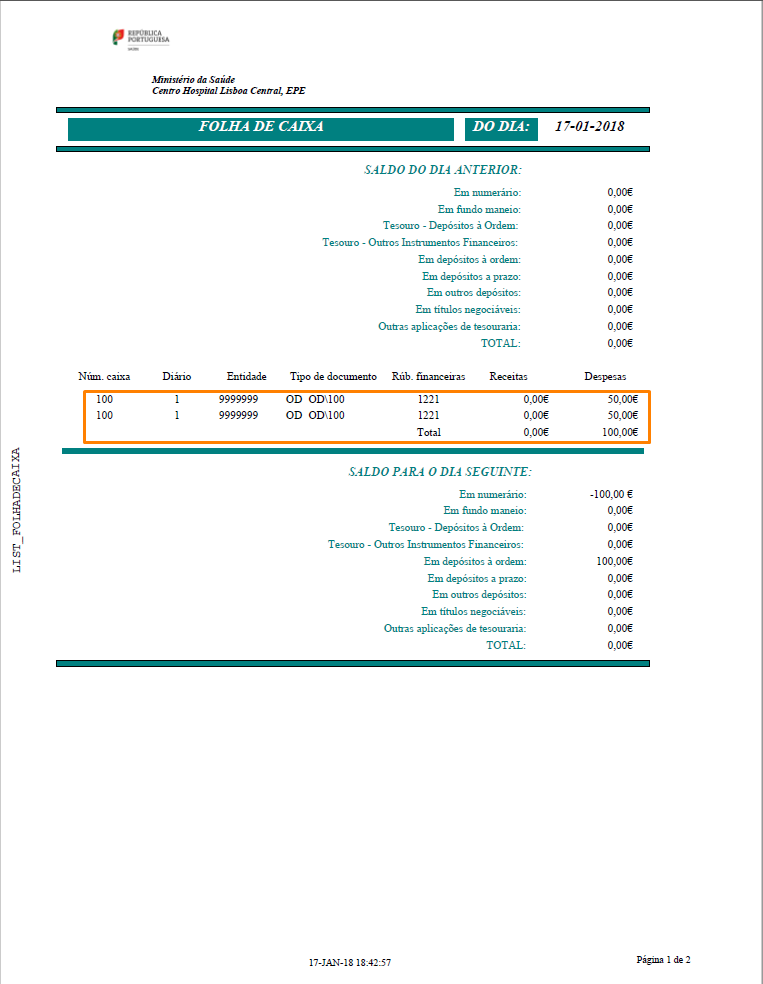 REPÚBLICA
PORTUGUESA
Ministério da Saúde
Centro Hospital Lisboa Central, EPE
FOLHA DE CAIXA DO DIA: 17-01-2018
SALDO DO DIA ANTERIOR:
Em numerário: 0,00€
Em fundo maneio: 0,00€
Tesouro - Depósitos à Ordem: 0,00€
Tesouro - Outros Instrumentos Financeiros: 0,00€
Em depósitos à ordem: 0,00€
Em depósitos a prazo: 0,00€
Em outros depósitos: 0,00€
Em títulos negociáveis: 0,00€
Outras aplicações de tesouraria: 0,00€
TOTAL: 0,00€
Núm. caixa Diário Entidade Tipo de documento Rúb. financeiras Receitas Despesas
100 1 9999999 OD OD\100 1221 0,00€ 50,00€
100 1 9999999 OD OD\100 1221 0,00€ 50,00€
Total 0,00€ 100,00€
SALDO PARA O DIA SEGUINTE:
Em numerário: -100,00 €
Em fundo maneio: 0,00€
Tesouro - Depósitos à Ordem: 0,00€
Tesouro - Outros Instrumentos Financeiros: 0,00€
Em depósitos à ordem: 100,00€
Em depósitos a prazo: 0,00€
Em outros depósitos: 0,00€
Em títulos negociáveis: 0,00€
Outras aplicações de tesouraria: 0,00€
TOTAL: 0,00€
LIST_FOLHADECAIXA
17-JAN-18 18:42:57
Página 1 de 2